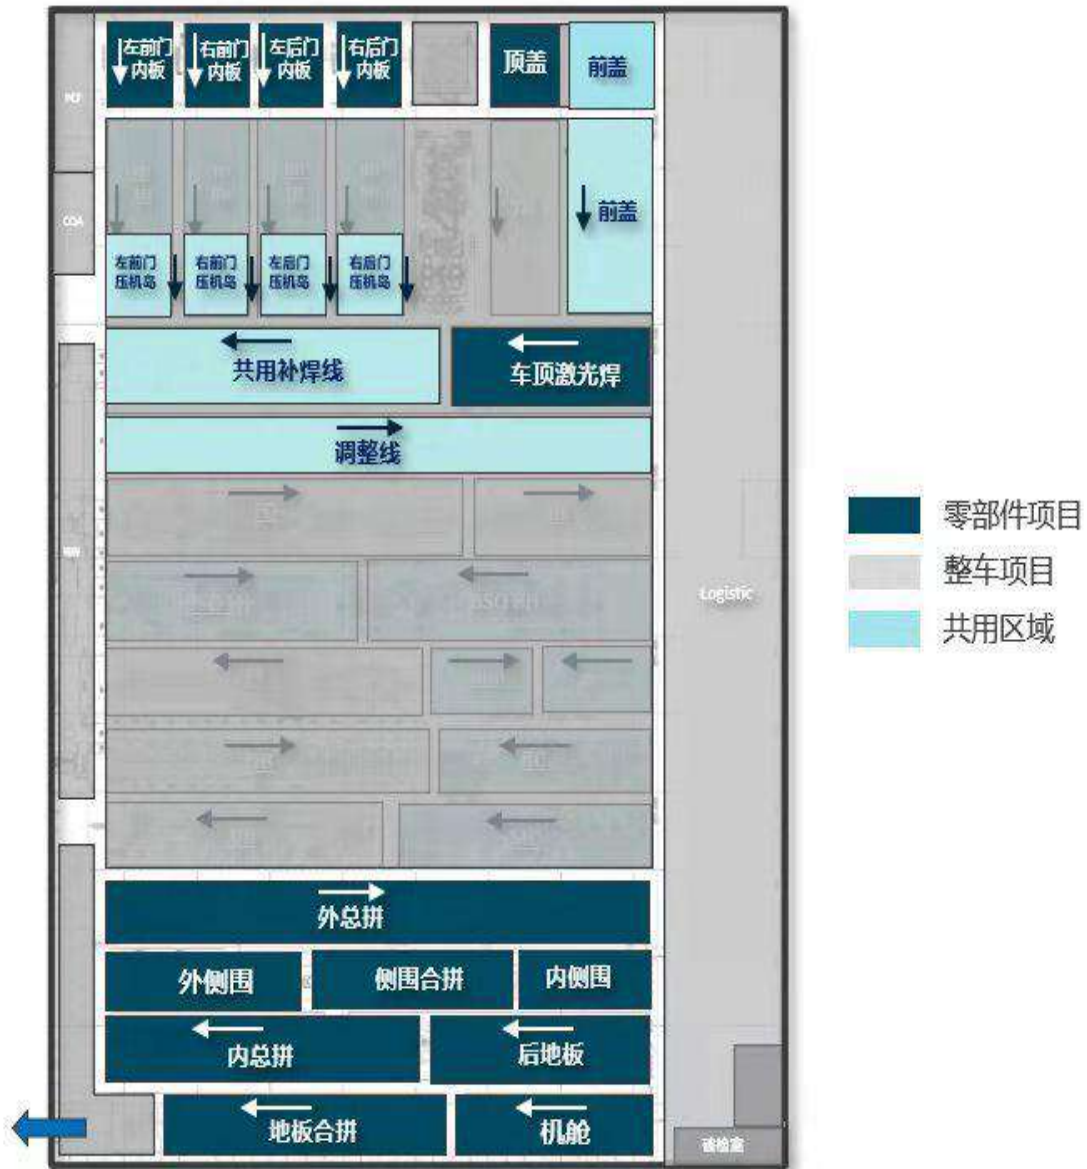 左前门
内板
右前门
内板
左后门
内板
右后门
内板
顶盖
前盖
前盖
左前门
压机岛
右前门
压机岛
左后门
压机岛
右后门
压机岛
共用补焊线
车顶激光焊
调整线
零部件项目
整车项目
共用区域
Logistic
外总拼
外侧围
侧围合拼
内侧围
内总拼
后地板
地板合拼
机舱